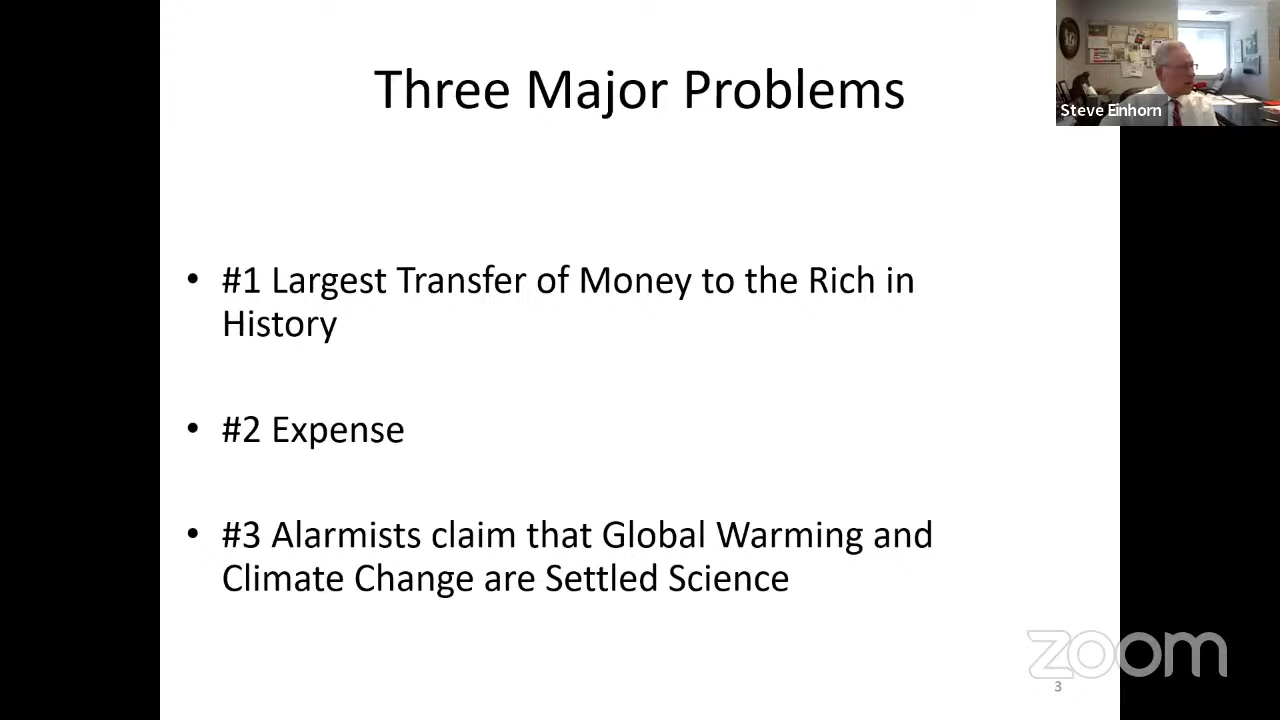 Three Major Problems
Steve Einhorn
• #1 Largest Transfer of Money to the Rich in
History
• #2 Expense
• #3 Alarmists claim that Global Warming and
Climate Change are Settled Science
zoom
3